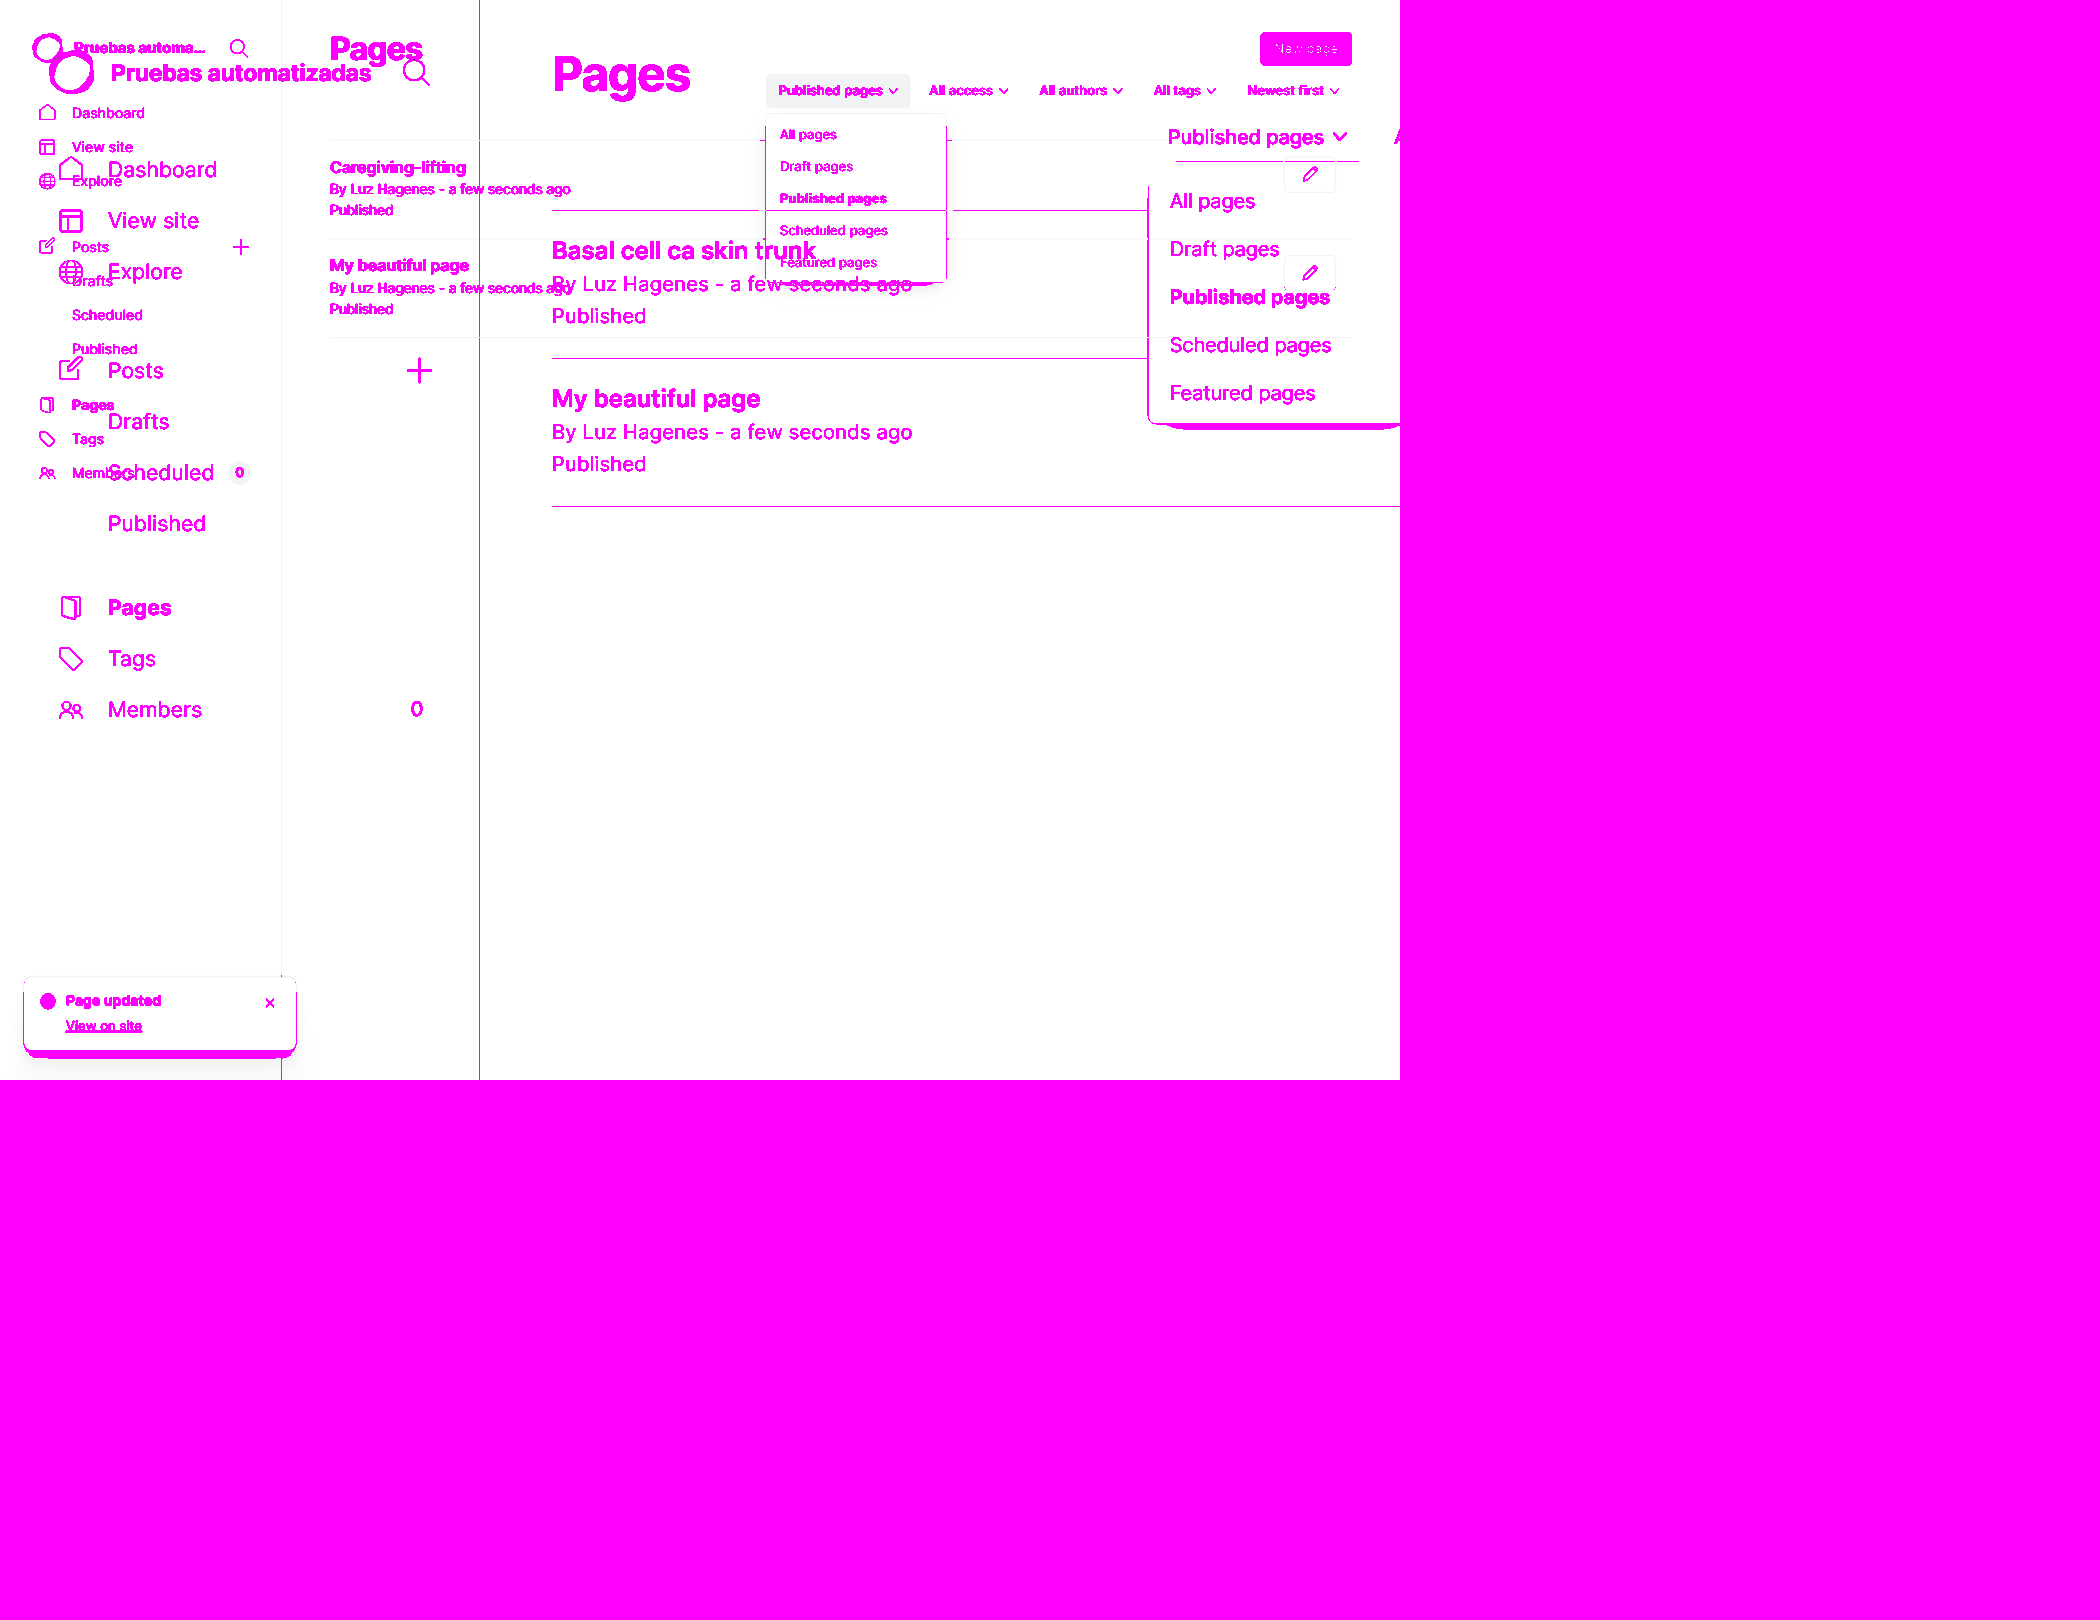 Pruebas automa...
Pages
New page
Pruebas automatizadas
Pages
Published pages
All access
All authors
All tags
Newest first
Dashboard
All pages
Published pages
View site
Dashboard
Caregiving-lifting
Draft pages
Explore
By Luz Hagenes - a few seconds ago
Published pages
All pages
View site
Published
Scheduled pages
Posts
Basal cell ca skin trunk
Draft pages
Explore
My beautiful page
Featured pages
Drafts
By Luz Hagenes - a few seconds ago
By Luz Hagenes - a few seconds ago
Published pages
Scheduled
Published
Published
Published
Scheduled pages
Posts
My beautiful page
Featured pages
Pages
Drafts
By Luz Hagenes - a few seconds ago
Tags
Published
Members
Scheduled
0
Published
Pages
Tags
Members
0
Page updated
View on site